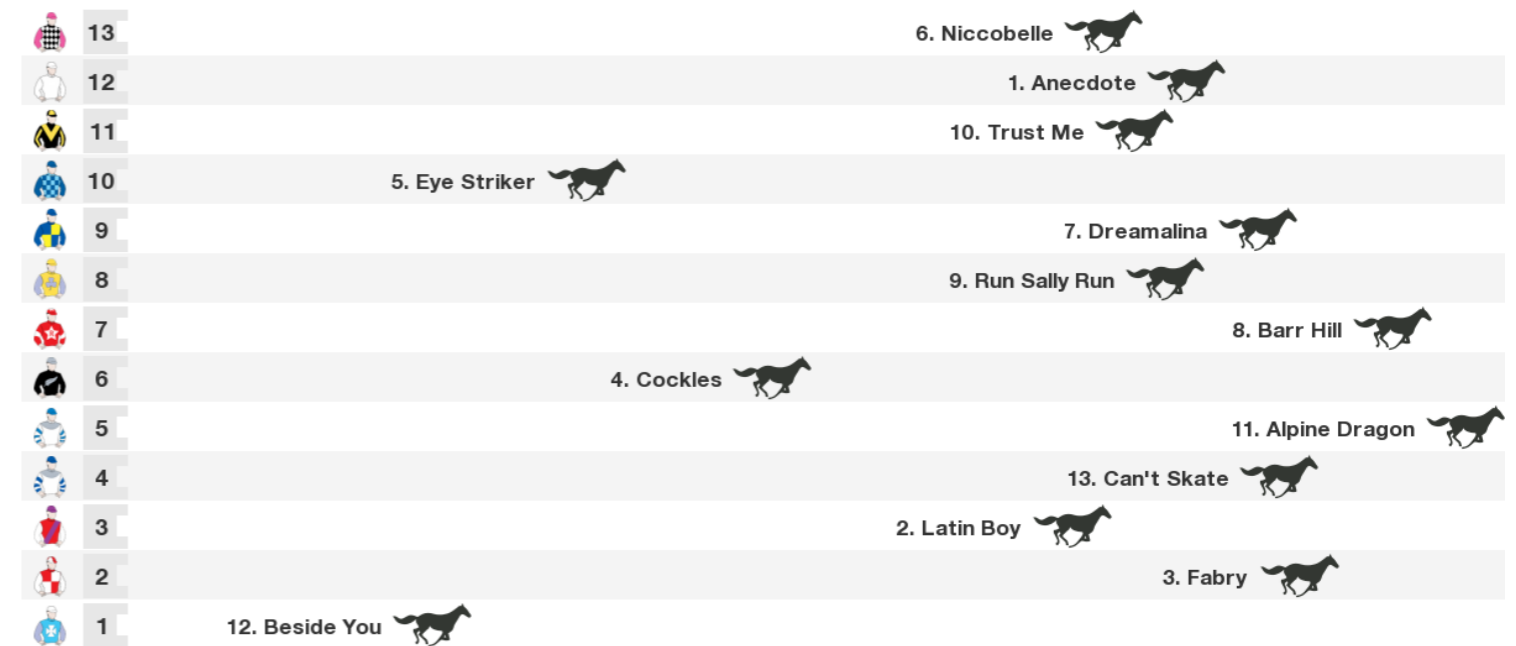 13 6. Niccobelle
12 1. Anecdote
11 10. Trust Me
10 5. Eye Striker
9 7. Dreamalina
8 9. Run Sally Run
7 8. Barr Hill
6 4. Cockles
5 11. Alpine Dragon
4 13. Can't Skate
3 2. Latin Boy
2 3. Fabry
1 12. Beside You